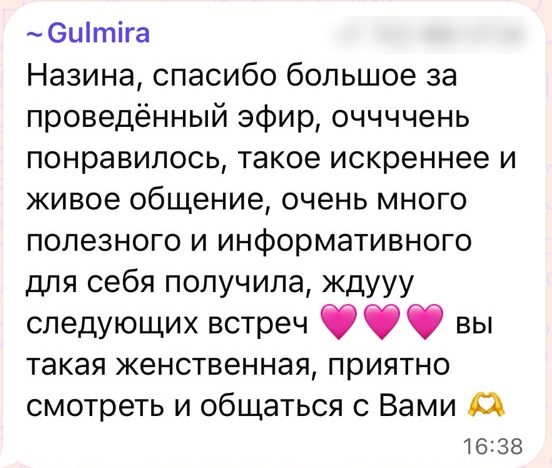 ~Gulmira
Назина, спасибо большое за
проведённый эфир, оччччень
понравилось, такое искреннее и
живое общение, очень много
полезного и информативного
для себя получила, ждууу
следующих встреч 💗💗💗 вы
такая женственная, приятно
смотреть и общаться с Вами 🫶
16:38